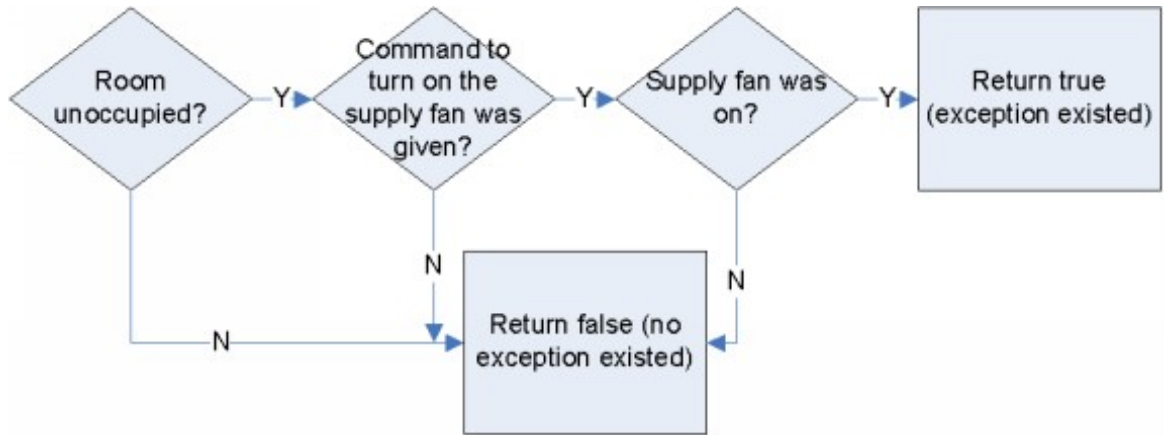 Room
unoccupied?
Y
Command to
turn on the
supply fan was
given?
Y
Supply fan was
on?
Y
Return true
(exception existed)
N
N
N
Return false (no
exception existed)